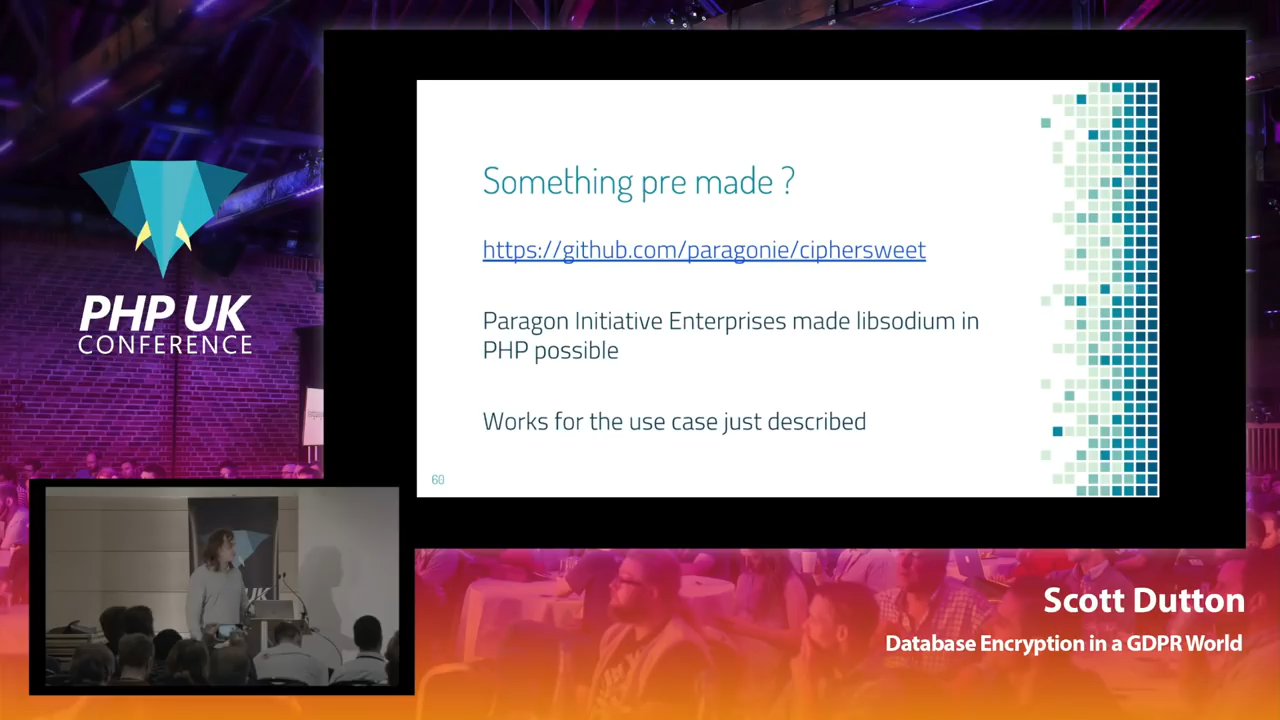 Something pre made ?
https://github.com/paragonie/ciphersweet
Paragon Initiative Enterprises made libsodium in
PHP possible
Works for the use case just described
60
PHP UK
CONFERENCE
UK
Scott Dutton
Database Encryption in a GDPR World